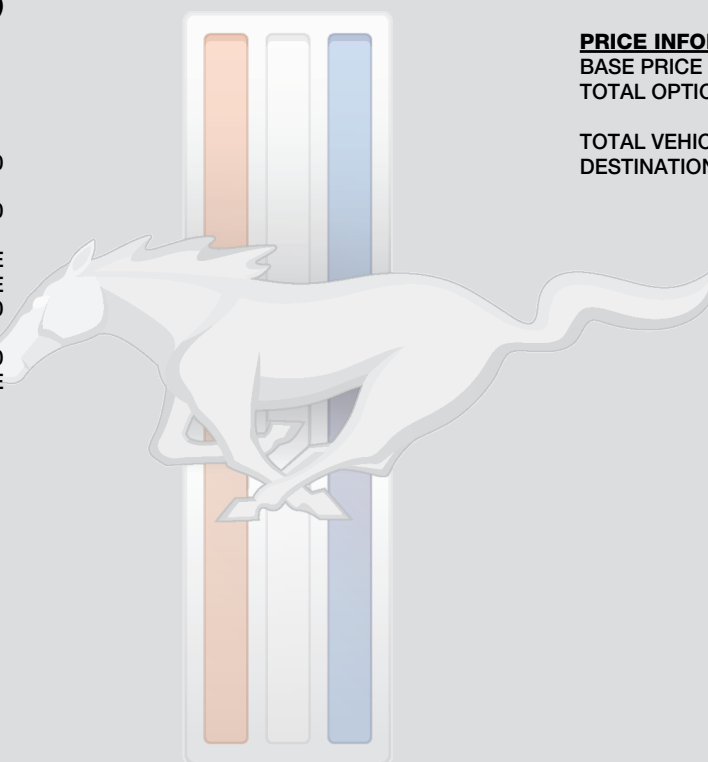 PRICE INFO
BASE PRICE
TOTAL OPTIO
TOTAL VEHIC
DESTINATION